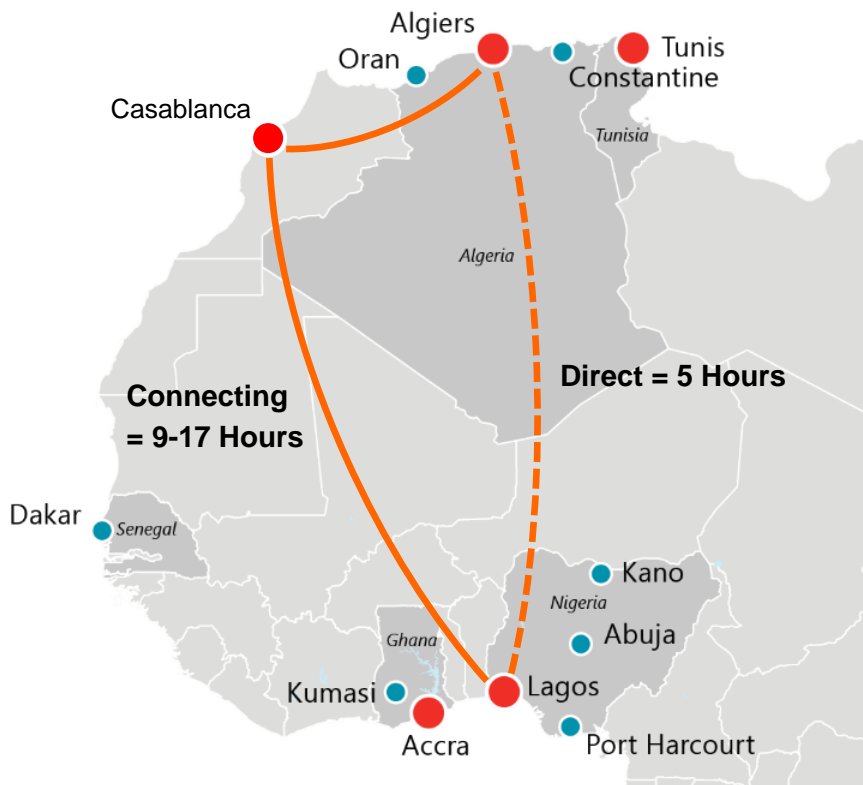 Algiers
Oran
Tunis
Constantine
Casablanca
Tunisia
Algeria
Direct = 5 Hours
Connecting
= 9-17 Hours
Dakar
Senegal
Kano
Nigeria
Abuja
Ghana
Kumasi
Lagos
Accra
Port Harcourt